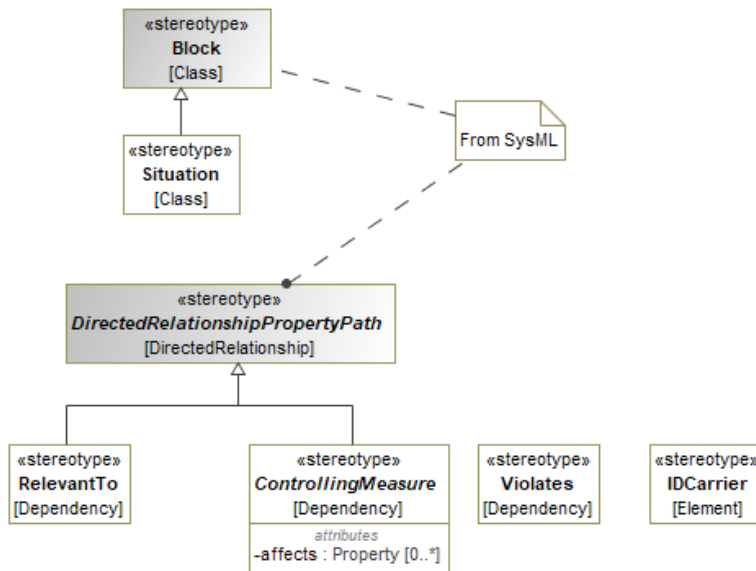 «stereotype»
Block
[Class]
«stereotype»
Situation
[Class]
From SysML
«stereotype»
DirectedRelationshipPropertyPath
[DirectedRelationship]
«stereotype»
RelevantTo
[Dependency]
«stereotype»
ControllingMeasure
[Dependency]
attributes
-affects : Property [0..*]
«stereotype»
Violates
[Dependency]
«stereotype»
IDCarrier
[Element]